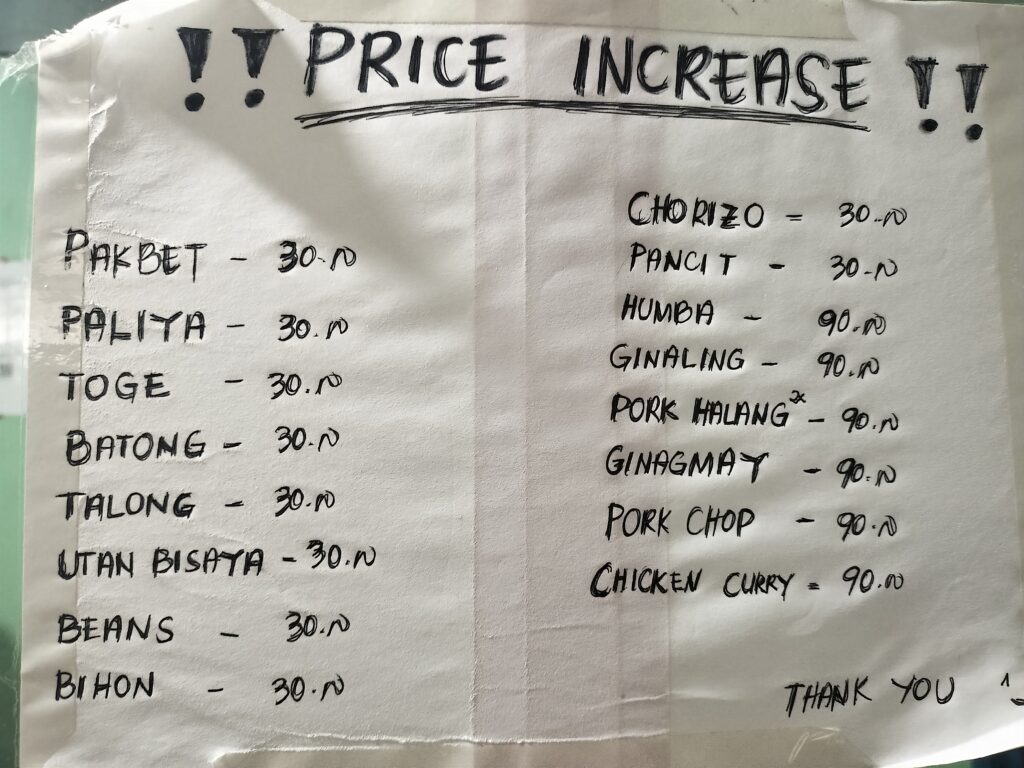 !! PRICE INCREASE !!
PAKBET - 30.00
PALIYA - 30.00
TOGE - 30.00
BATONG - 30.00
TALONG - 30.00
UTAN BISAYA - 30.00
BEANS - 30.00
BIHON - 30.00
CHORIZO = 30.00
PANCIT - 30.00
HUMBA - 90.00
GINALING - 90.00
PORK HALANG2x - 90.00
GINAGMAY - 90.00
PORK CHOP - 90.00
CHICKEN CURRY = 90.00
THANK YOU